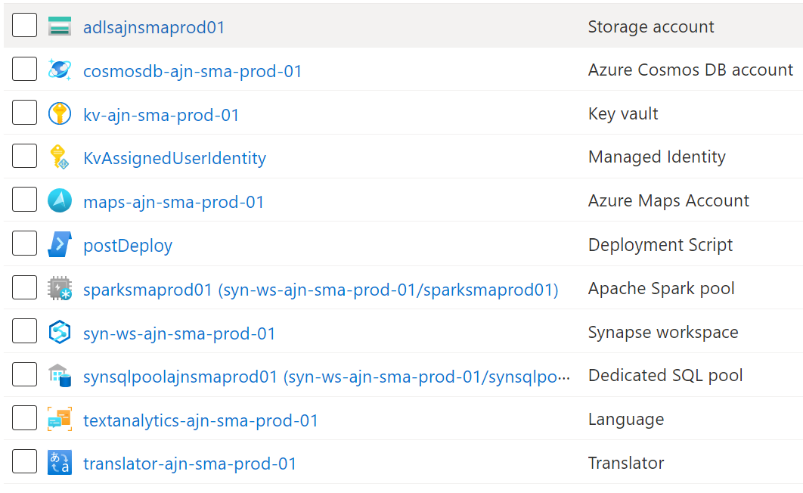 adlsajnsmaprod01 Storage account
cosmosdb-ajn-sma-prod-01 Azure Cosmos DB account
kv-ajn-sma-prod-01 Key vault
KvAssignedUserIdentity Managed Identity
maps-ajn-sma-prod-01 Azure Maps Account
postDeploy Deployment Script
sparksmaprod01 (syn-ws-ajn-sma-prod-01/sparksmaprod01) Apache Spark pool
syn-ws-ajn-sma-prod-01 Synapse workspace
synsqlpoolajnsmaprod01 (syn-ws-ajn-sma-prod-01/synsqlpo··· Dedicated SQL pool
textanalytics-ajn-sma-prod-01 Language
translator-ajn-sma-prod-01 Translator